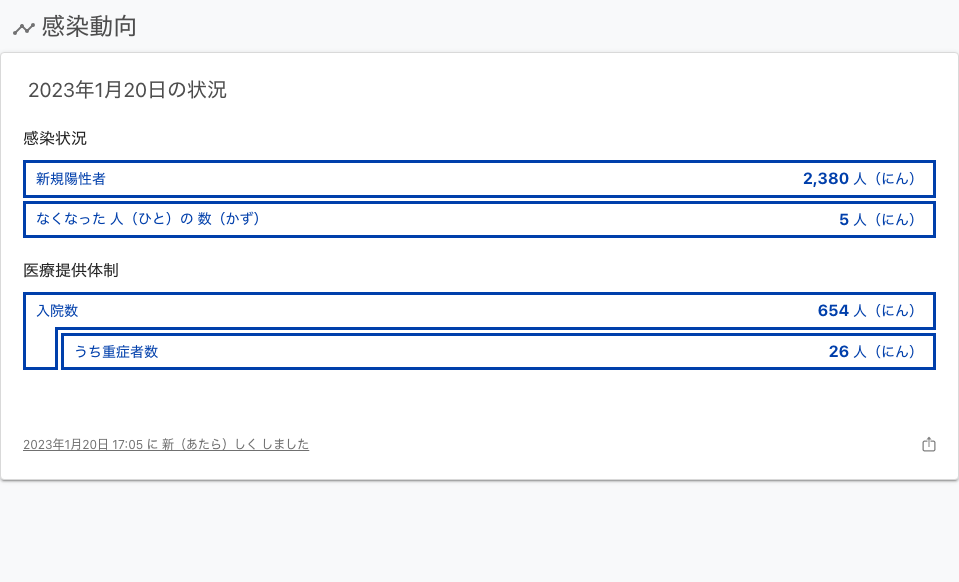 感染動向
2023年1月20日の状況
感染状況
新規陽性者 2,380 人（にん）
なくなった 人（ひと）の 数（かず） 5 人（にん）
医療提供体制
入院数 654 人（にん）
うち重症者数 26 人（にん）
2023年1月20日 17:05 に 新（あたら）しく しました